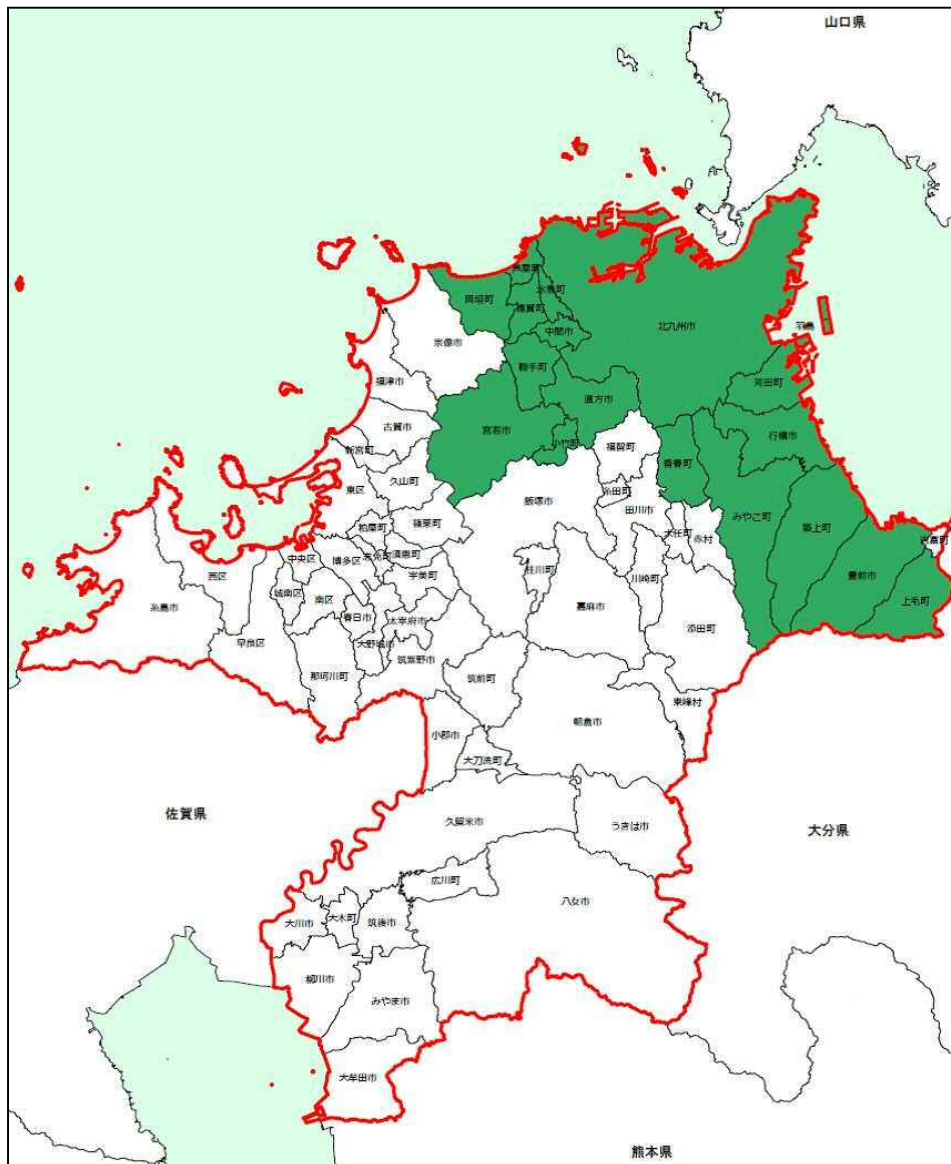 山口県
芦屋町
水巻町
岡垣町
遠賀町
北九州市
羽島
中間市
宗像市
鞍手町
苅田町
福津市
直方市
古賀市
宮若市
小竹町
行橋市
新宮町
福智町
香春町
東区
久山町
飯塚市
糸田町
田川市
みやこ町
築上町
粕屋町
篠栗町
大任町
赤村
吉富町
中央区
博多区
志免町
須恵町
西区
宇美町
桂川町
川崎町
豊前市
城南区
南区
嘉麻市
上毛町
糸島市
春日市
太宰府市
添田町
早良区
大野城市
筑紫野市
那珂川町
筑前町
東峰村
小郡市
朝倉市
大刀洗町
佐賀県
久留米市
うきは市
大分県
広川町
八女市
大川市
大木町
筑後市
柳川市
みやま市
大牟田市
熊本県